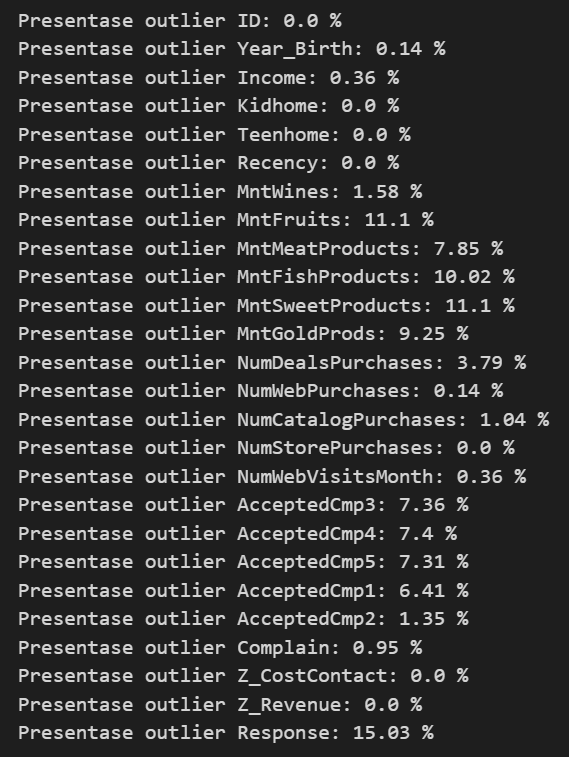 Presentase outlier ID: 0.0 %
Presentase outlier Year_Birth: 0.14 %
Presentase outlier Income: 0.36 %
Presentase outlier Kidhome: 0.0 %
Presentase outlier Teenhome: 0.0 %
Presentase outlier Recency: 0.0 %
Presentase outlier MntWines: 1.58 %
Presentase outlier MntFruits: 11.1 %
Presentase outlier MntMeatProducts: 7.85 %
Presentase outlier MntFishProducts: 10.02 %
Presentase outlier MntSweetProducts: 11.1 %
Presentase outlier MntGoldProds: 9.25 %
Presentase outlier NumDealsPurchases: 3.79 %
Presentase outlier NumWebPurchases: 0.14 %
Presentase outlier NumCatalogPurchases: 1.04 %
Presentase outlier NumStorePurchases: 0.0 %
Presentase outlier NumWebVisitsMonth: 0.36 %
Presentase outlier AcceptedCmp3: 7.36 %
Presentase outlier AcceptedCmp4: 7.4 %
Presentase outlier AcceptedCmp5: 7.31 %
Presentase outlier AcceptedCmp1: 6.41 %
Presentase outlier AcceptedCmp2: 1.35 %
Presentase outlier Complain: 0.95 %
Presentase outlier Z_CostContact: 0.0 %
Presentase outlier Z_Revenue: 0.0 %
Presentase outlier Response: 15.03 %